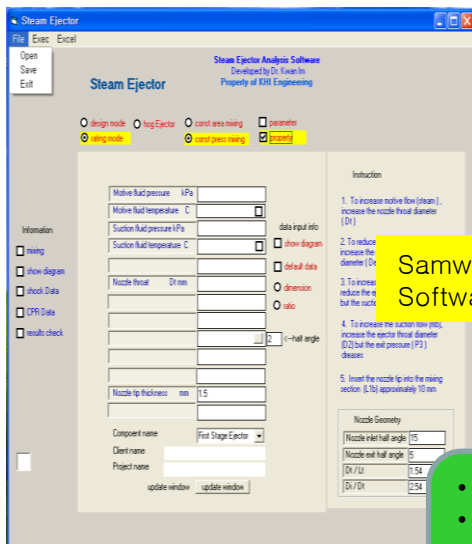 Steam Ejector
File Exec Excel
Open
Save
Exit
Steam Ejector Analysis Software
Developed by Dr. Kwan Im
Property of KHI Engineering
Steam Ejector
design mode hog Ejector const area mixing parameter
rating mode const press mixing property
Instruction
1. To increase motive flow (steam ),
increase the nozzle throat diameter
( Dt )
2. To reduce
increase the
diameter ( De
3. To increas
reduce the e
but the suctio
4. To increase the suction flow (mb),
increase the ejector throat diameter
(D2) but the exit pressure ( P3 )
dreases
5. Insert the nozzle tip into the mixing
section (L1b) approximately 10 mm
Samw
Softwa
Information
mixing
show diagram
shock Data
CPR Data
results check
Motive fluid pressure kPa
Motive fluid temperature C
Suction fluid pressure kPa
Suction fluid temperature C
Nozzle throat Dt mm
Nozzle tip thickness mm 1.5
data input info
show diagram
default data
dimension
ratio
2 <--half angle
Compoent name First Stage Ejector
Client name
Project name
update window update window
Nozzle Geometry
Nozzle inlet half angle 15
Nozzle exit half angle 5
Dt / Lt 1.54
Di / Dt 2.54